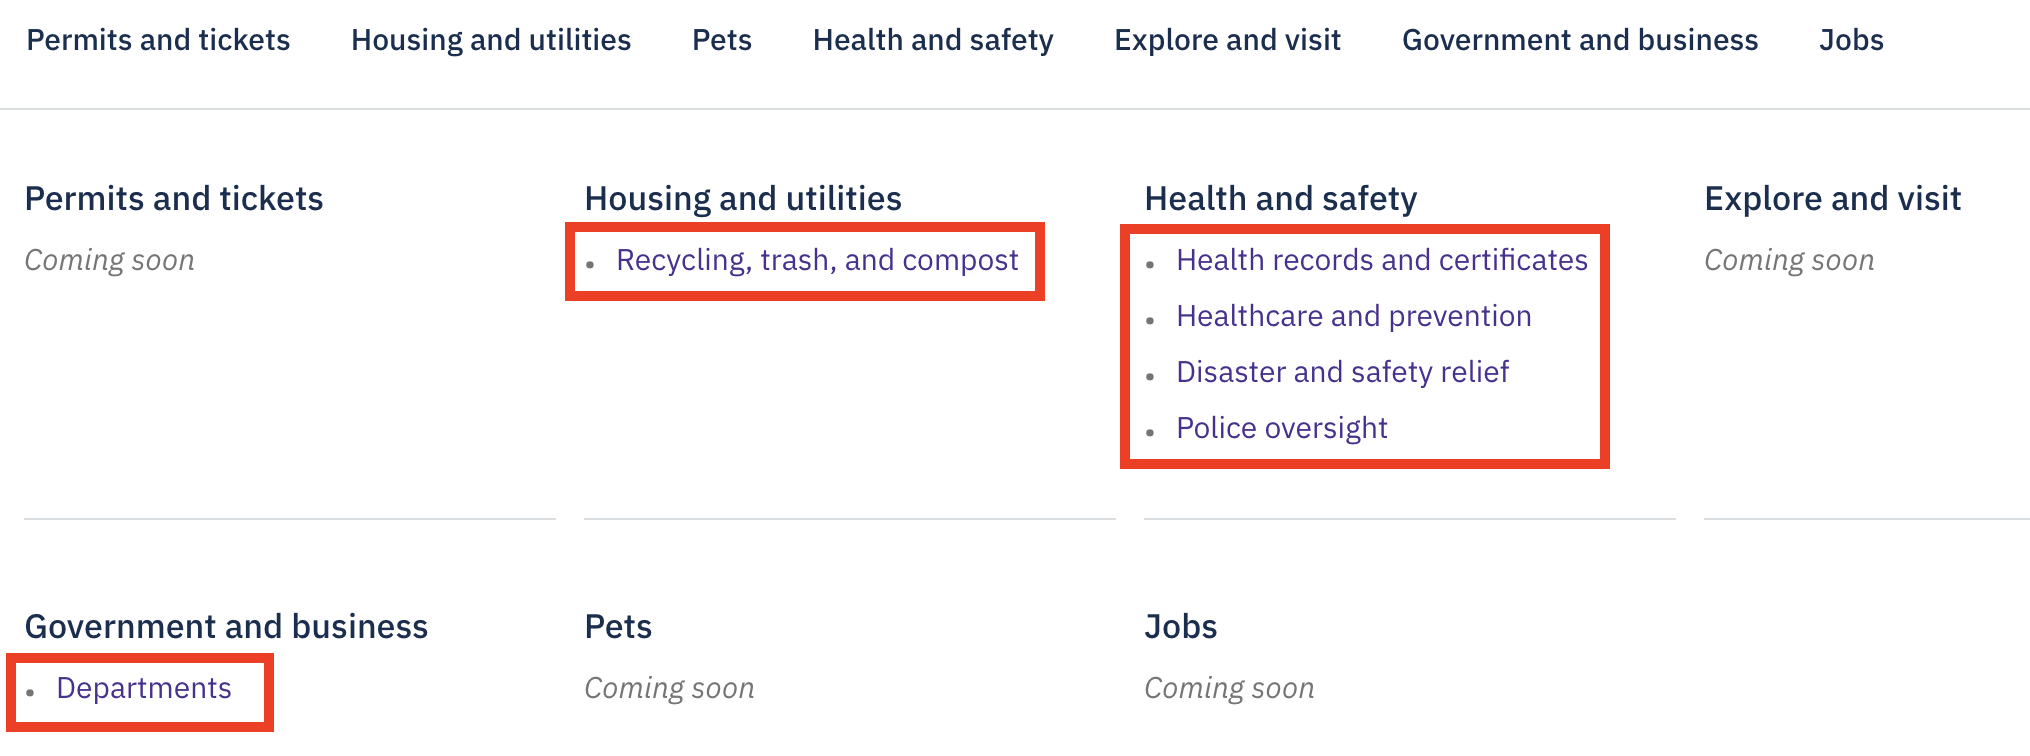 Permits and tickets Housing and utilities Pets Health and safety Explore and visit Government and business Jobs
Permits and tickets
Coming soon
Housing and utilities
Recycling, trash, and compost
Health and safety
Health records and certificates
Healthcare and prevention
Disaster and safety relief
Police oversight
Explore and visit
Coming soon
Government and business
Departments
Pets
Coming soon
Jobs
Coming soon